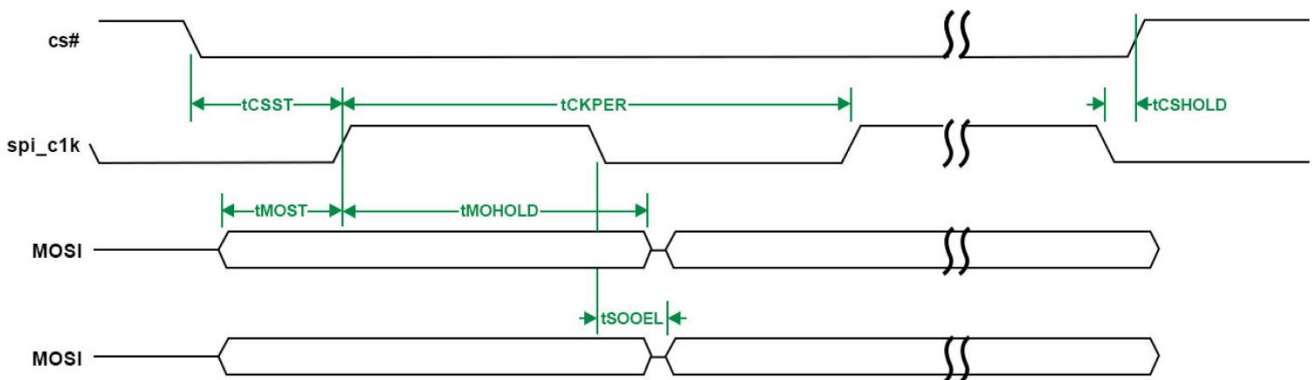 cs#
tCSST
tCKPER
tCSHOLD
spi_c1k
tMOST
tMOHOLD
MOSI
tSOOEL
MOSI